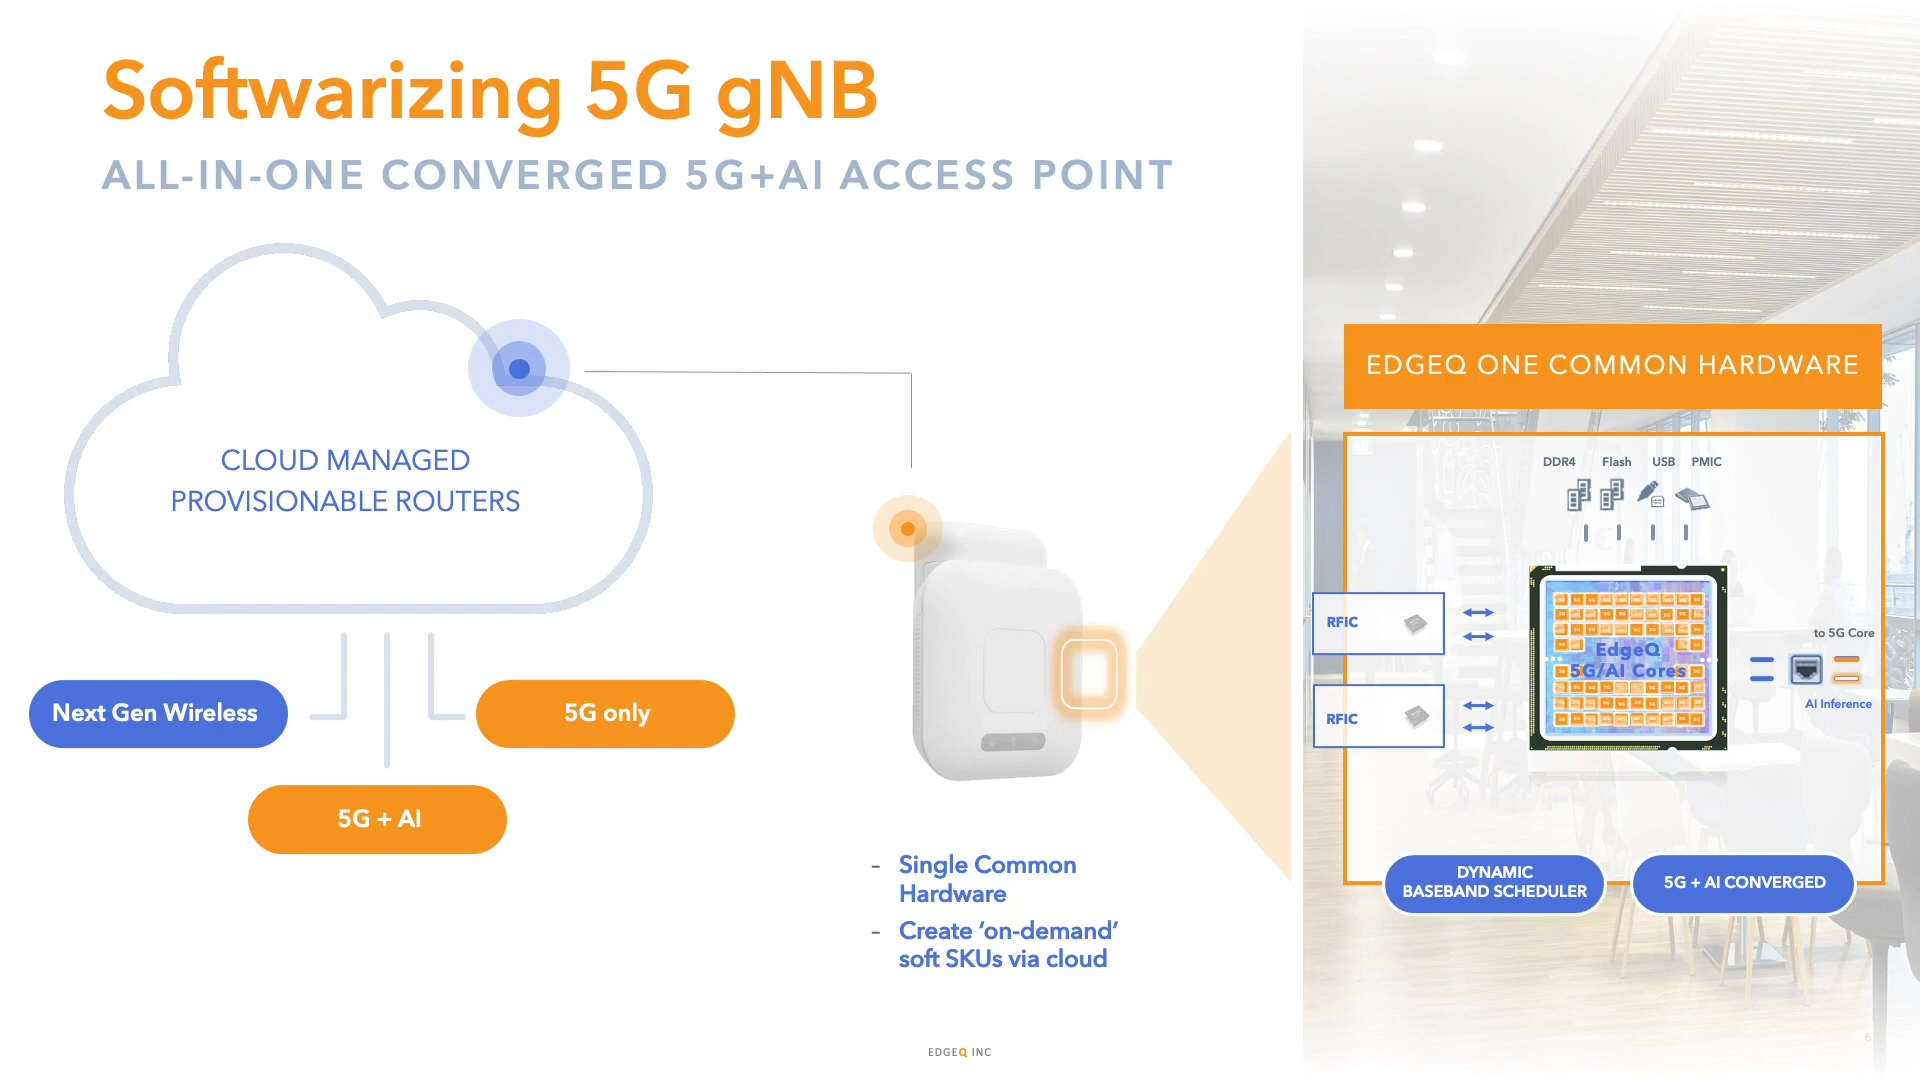 Softwarizing 5G gNB
ALL-IN-ONE CONVERGED 5G+AI ACCESS POINT
CLOUD MANAGED
PROVISIONABLE ROUTERS
Next Gen Wireless
5G only
5G + AI
- Single Common
Hardware
- Create ‘on-demand’
soft SKUs via cloud
EDGEQ ONE COMMON HARDWARE
DDR4 Flash USB PMIC
RFIC
RFIC
EdgeQ
5G/AI Cores
to 5G Core
AI Inference
DYNAMIC
BASEBAND SCHEDULER
5G + AI CONVERGED
EDGEQ INC
6